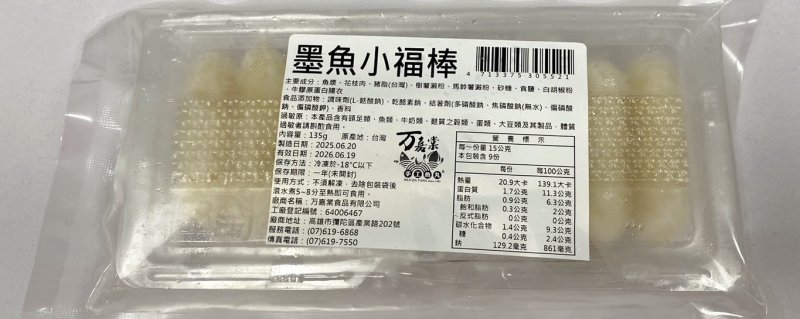 墨魚小福棒
4 713375 305521
主要成分：魚漿、花枝肉、豬脂(台灣)、樹薯澱粉、馬鈴薯澱粉、砂糖、食鹽、白胡椒粉
、牛膠原蛋白腸衣
食品添加物：調味劑(L-麩酸鈉)、乾酪素鈉、結著劑(多磷酸鈉、焦磷酸鈉(無水)、偏磷酸
鈉、偏磷酸鉀)、香料
過敏原：本產品含有頭足類、魚類、牛奶類、麩質之穀類、蛋類、大豆類及其製品，體質
過敏者請斟酌食用。
內容量：135g 原產地：台灣
製造日期：2025.06.20
有效日期：2026.06.19
保存方法：冷凍於-18°C以下
保存期限：一年(未開封)
使用方式：不須解凍，去除包裝袋後
滾水煮5~8分至熟即可食用。
廠商名稱：万嘉業食品有限公司
工廠登記編號：64006467
廠商地址：高雄市彌陀區產業路202號
服務電話：(07)619-6868
傳真電話：(07)619-7550
万嘉業
手工魚丸
營養標示
每一份量 15公克
本包裝含 9份
每份 每100公克
熱量 20.9大卡 139.1大卡
蛋白質 1.7公克 11.3公克
脂肪 0.9公克 6.3公克
飽和脂肪 0.3公克 2公克
反式脂肪 0公克 0公克
碳水化合物 1.4公克 9.3公克
糖 0.4公克 2.4公克
鈉 129.2毫克 861毫克